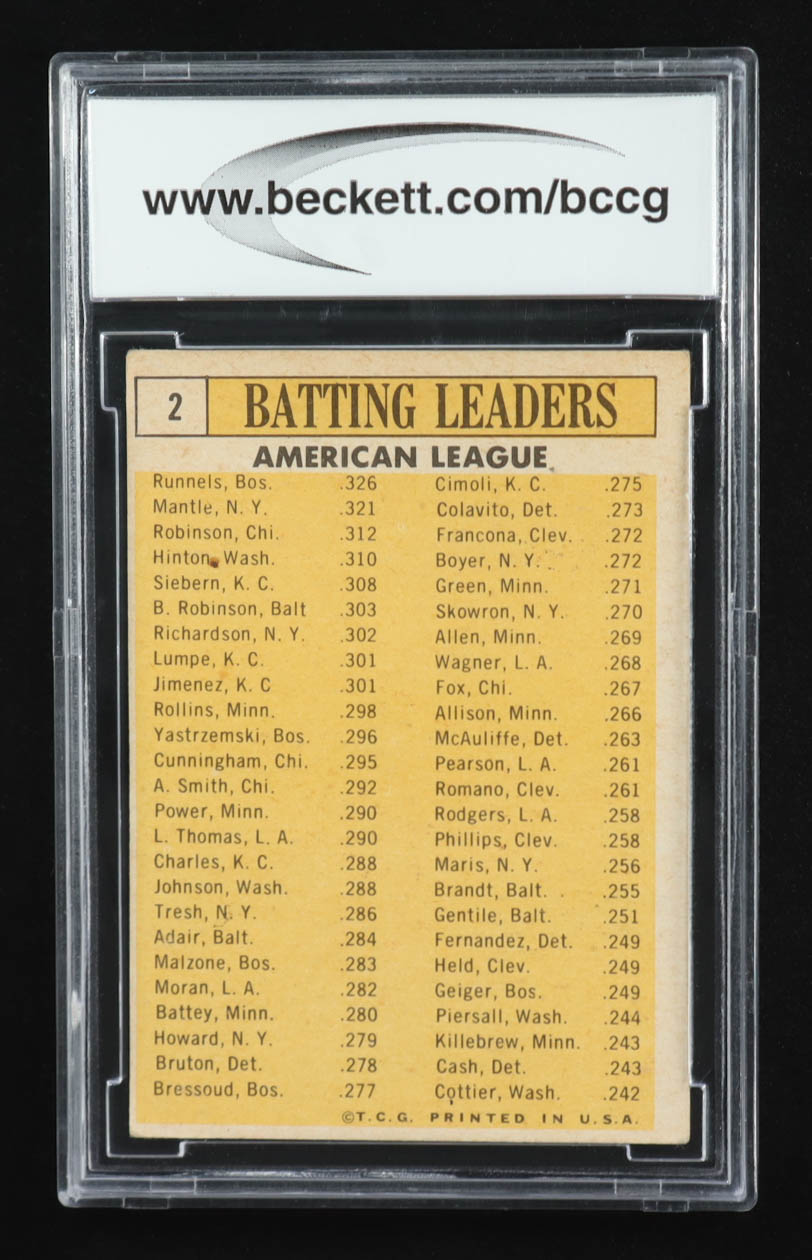 www.beckett.com/bccg
2 BATTING LEADERS
AMERICAN LEAGUE
Runnels, Bos. .326
Mantle, N. Y. .321
Robinson, Chi. .312
Hinton, Wash. .310
Siebern, K. C. .308
B. Robinson, Balt .303
Richardson, N. Y. .302
Lumpe, K. C. .301
Jimenez, K. C .301
Rollins, Minn. .298
Yastrzemski, Bos. .296
Cunningham, Chi. .295
A. Smith, Chi. .292
Power, Minn. .290
L. Thomas, L. A. .290
Charles, K. C. .288
Johnson, Wash. .288
Tresh, N. Y. .286
Adair, Balt. .284
Malzone, Bos. .283
Moran, L. A. .282
Battey, Minn. .280
Howard, N. Y. .279
Bruton, Det. .278
Bressoud, Bos. .277
Cimoli, K. C. .275
Colavito, Det. .273
Francona, Clev. .272
Boyer, N. Y. .272
Green, Minn. .271
Skowron, N. Y. .270
Allen, Minn. .269
Wagner, L. A. .268
Fox, Chi. .267
Allison, Minn. .266
McAuliffe, Det. .263
Pearson, L. A. .261
Romano, Clev. .261
Rodgers, L. A. .258
Phillips, Clev. .258
Maris, N. Y. .256
Brandt, Balt. .255
Gentile, Balt. .251
Fernandez, Det. .249
Held, Clev. .249
Geiger, Bos. .249
Piersall, Wash. .244
Killebrew, Minn. .243
Cash, Det. .243
Cottier, Wash. .242
©T.C.G. PRINTED IN U.S.A.